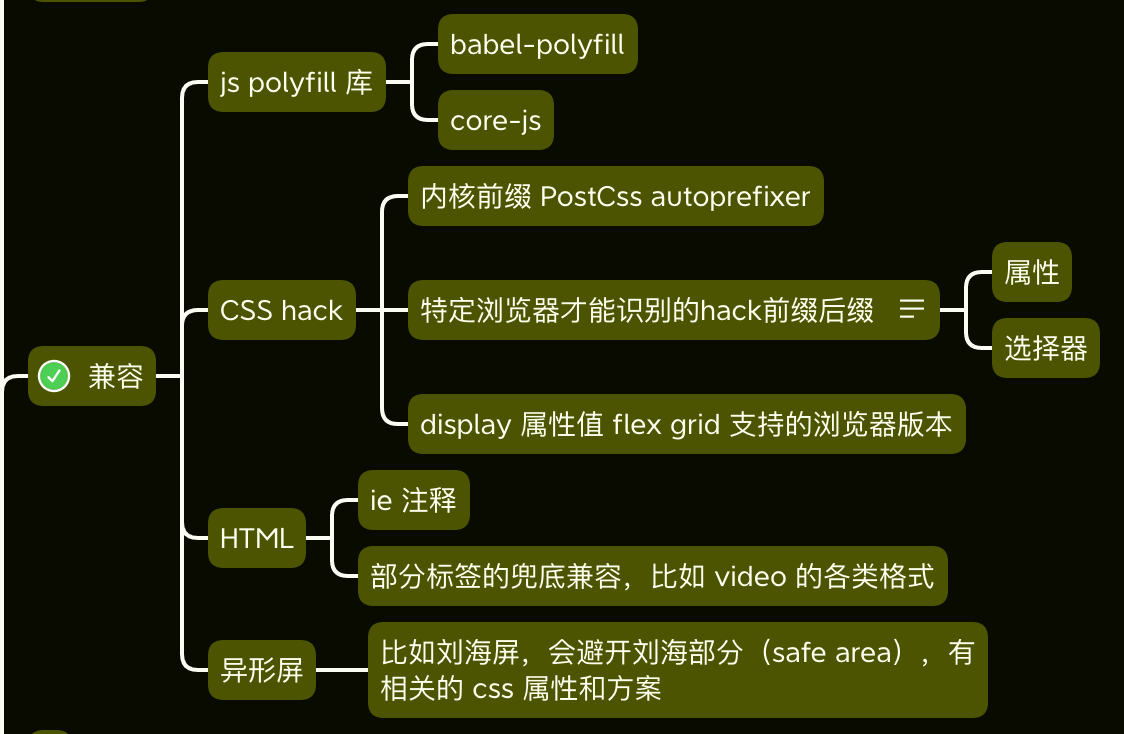 js polyfill 库
babel-polyfill
core-js
兼容
CSS hack
内核前缀 PostCss autoprefixer
特定浏览器才能识别的hack前缀后缀
属性
选择器
display 属性值 flex grid 支持的浏览器版本
HTML
ie 注释
部分标签的兜底兼容，比如 video 的各类格式
异形屏
比如刘海屏，会避开刘海部分（safe area），有
相关的 css 属性和方案